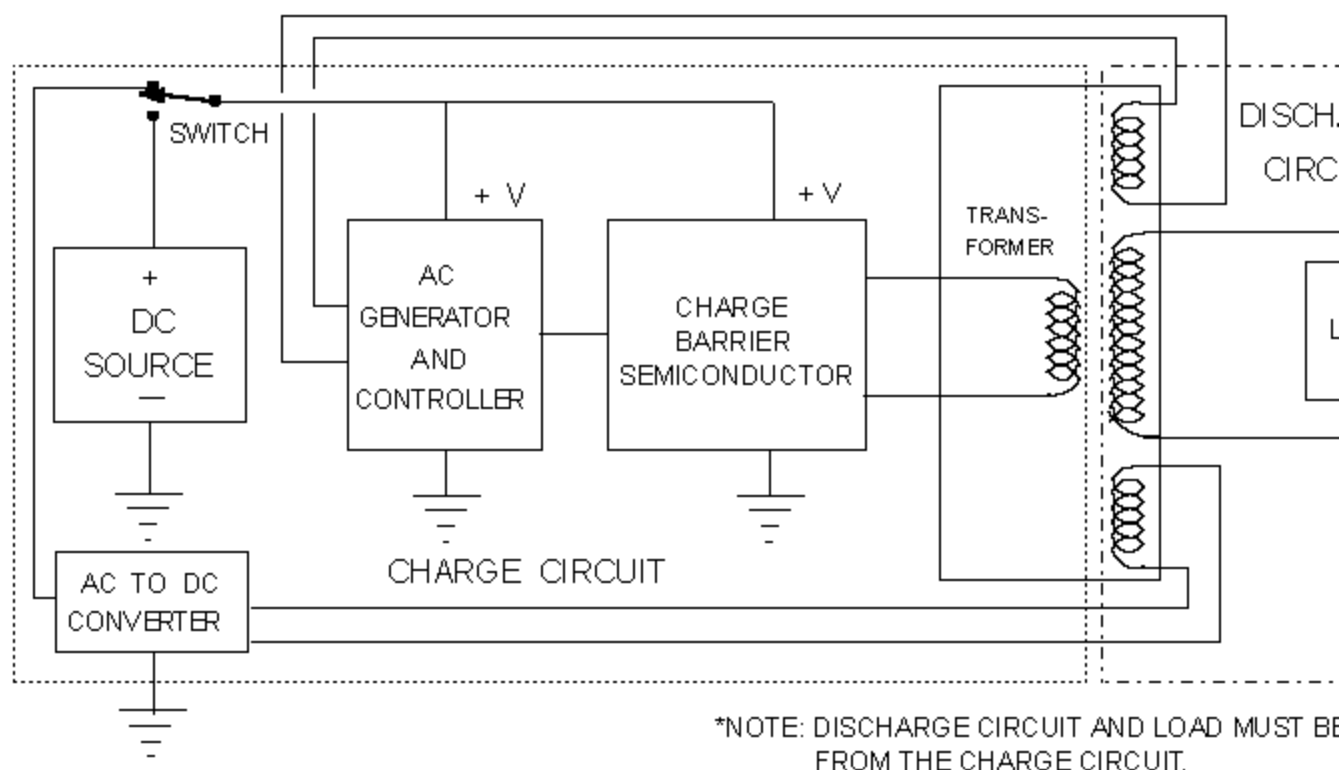 DISCH.
CIRC
SWITCH
+ V
+ V
TRANS-
FORMER
+
DC
SOURCE
—
AC
GENERATOR
AND
CONTROLLER
CHARGE
BARRIER
SEMICONDUCTOR
L
CHARGE CIRCUIT
AC TO DC
CONVERTER
*NOTE: DISCHARGE CIRCUIT AND LOAD MUST BE
FROM THE CHARGE CIRCUIT.